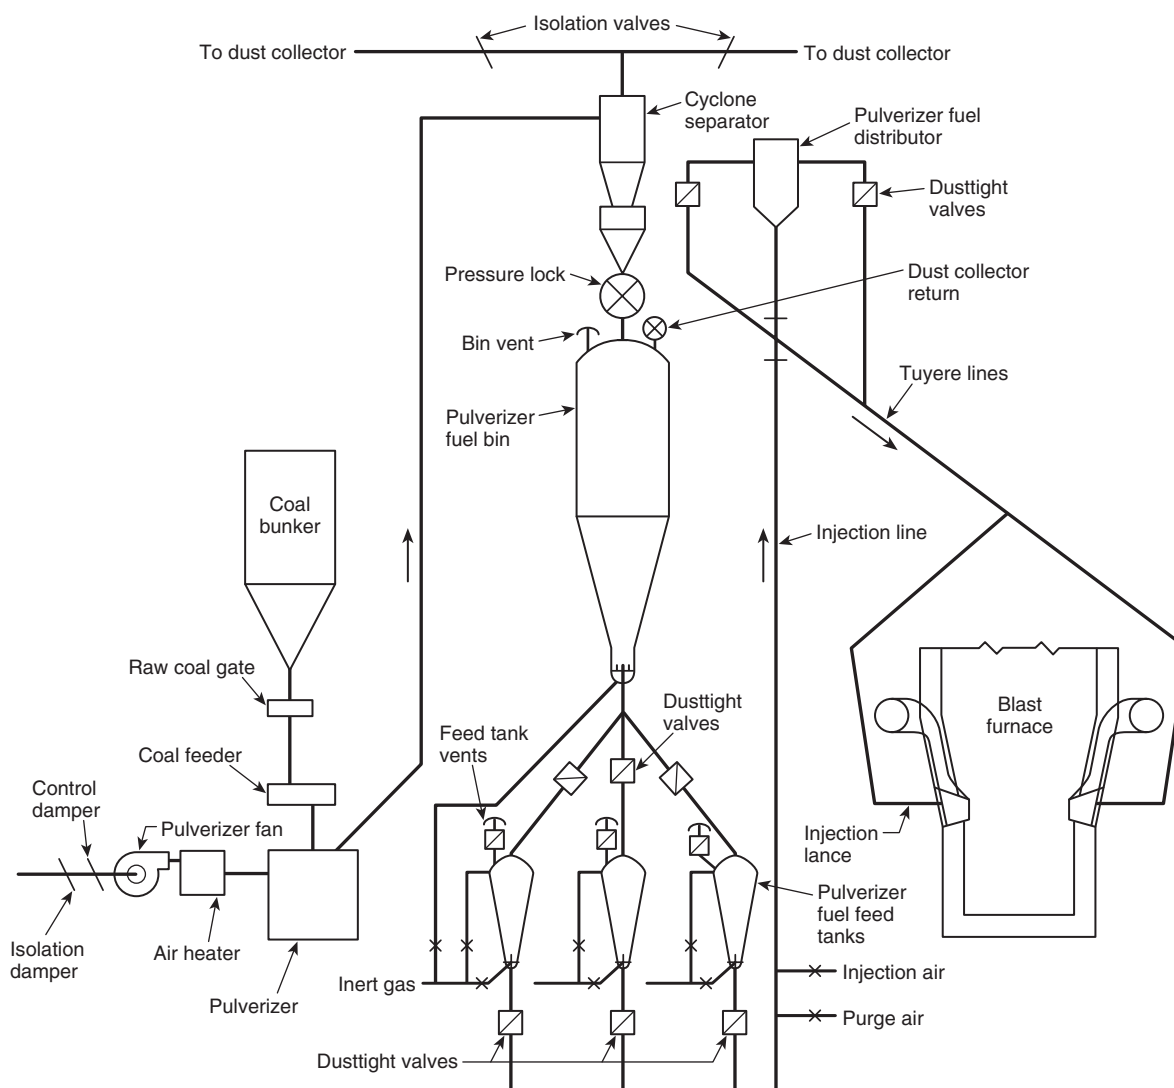 Isolation valves
To dust collector
To dust collector
Cyclone
separator
Pulverizer fuel
distributor
Dusttight
valves
Pressure lock
Dust collector
return
Bin vent
Tuyere lines
Pulverizer
fuel bin
Coal
bunker
Injection line
Raw coal gate
Dusttight
valves
Blast
furnace
Feed tank
vents
Coal feeder
Control
damper
Pulverizer fan
Injection
lance
Pulverizer
fuel feed
tanks
Isolation
damper
Air heater
Pulverizer
Inert gas
Injection air
Purge air
Dusttight valves